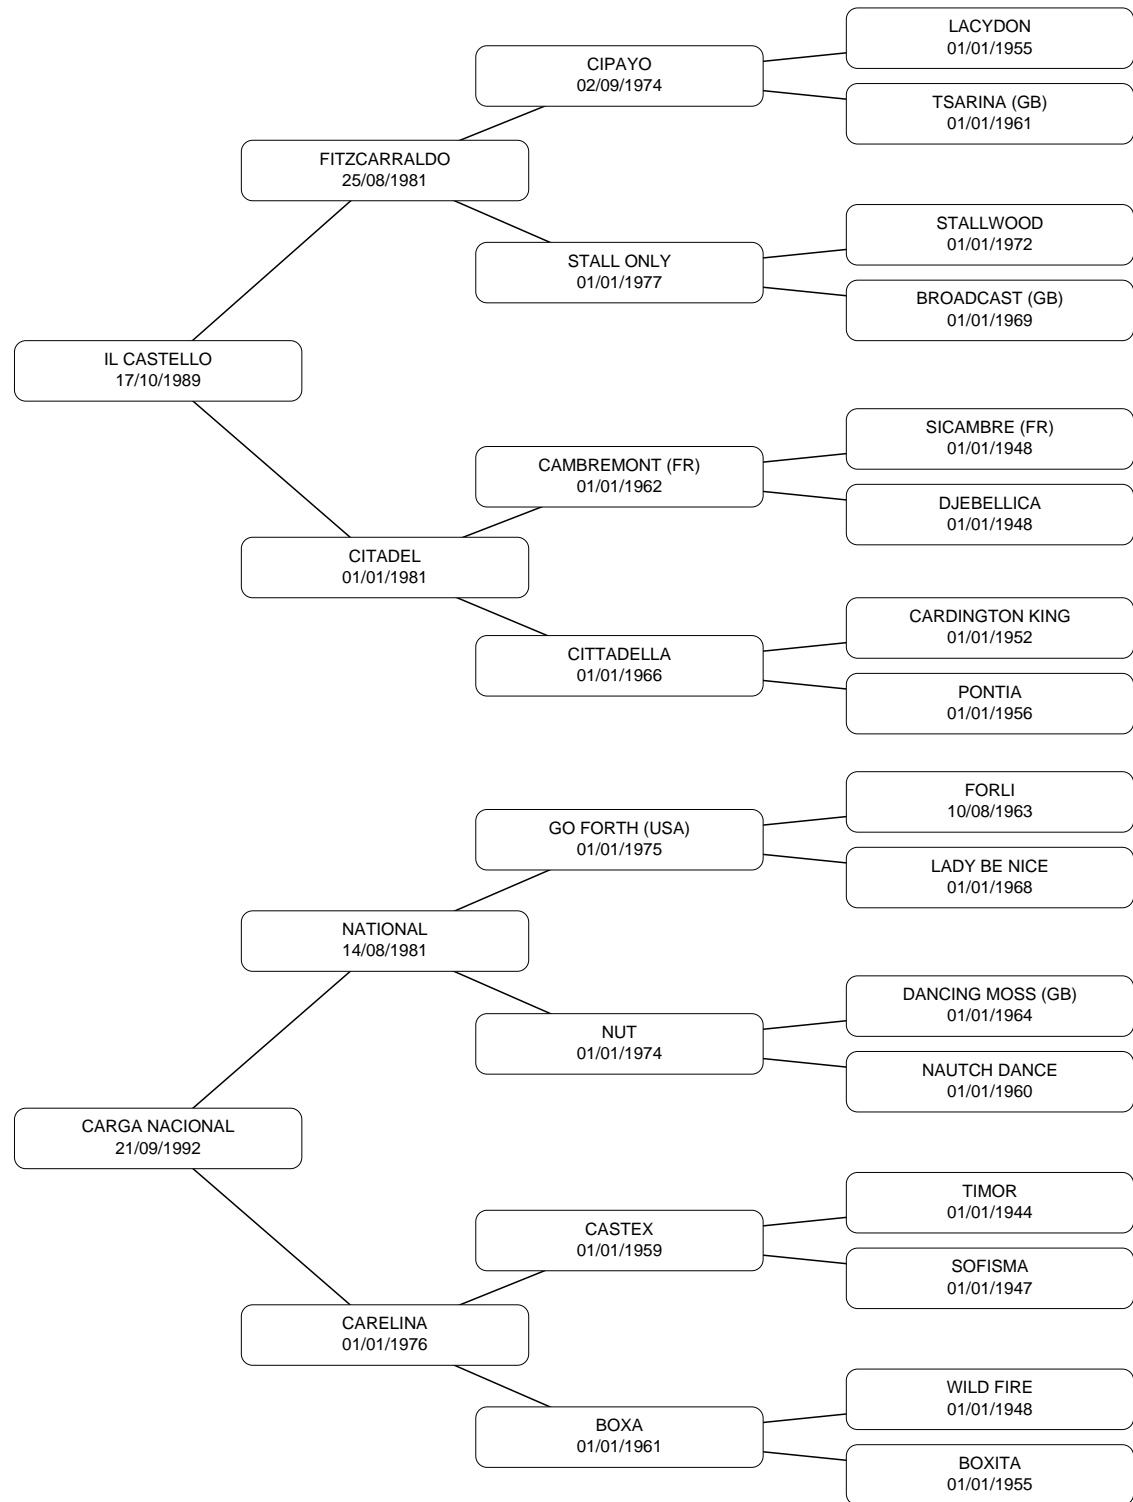 LACYDON
01/01/1955
CIPAYO
02/09/1974
TSARINA (GB)
01/01/1961
FITZCARRALDO
25/08/1981
STALLWOOD
01/01/1972
STALL ONLY
01/01/1977
BROADCAST (GB)
01/01/1969
IL CASTELLO
17/10/1989
SICAMBRE (FR)
01/01/1948
CAMBREMONT (FR)
01/01/1962
DJEBELLICA
01/01/1948
CITADEL
01/01/1981
CARDINGTON KING
01/01/1952
CITTADELLA
01/01/1966
PONTIA
01/01/1956
FORLI
10/08/1963
GO FORTH (USA)
01/01/1975
LADY BE NICE
01/01/1968
NATIONAL
14/08/1981
DANCING MOSS (GB)
01/01/1964
NUT
01/01/1974
NAUTCH DANCE
01/01/1960
CARGA NACIONAL
21/09/1992
TIMOR
01/01/1944
CASTEX
01/01/1959
SOFISMA
01/01/1947
CARELINA
01/01/1976
WILD FIRE
01/01/1948
BOXA
01/01/1961
BOXITA
01/01/1955